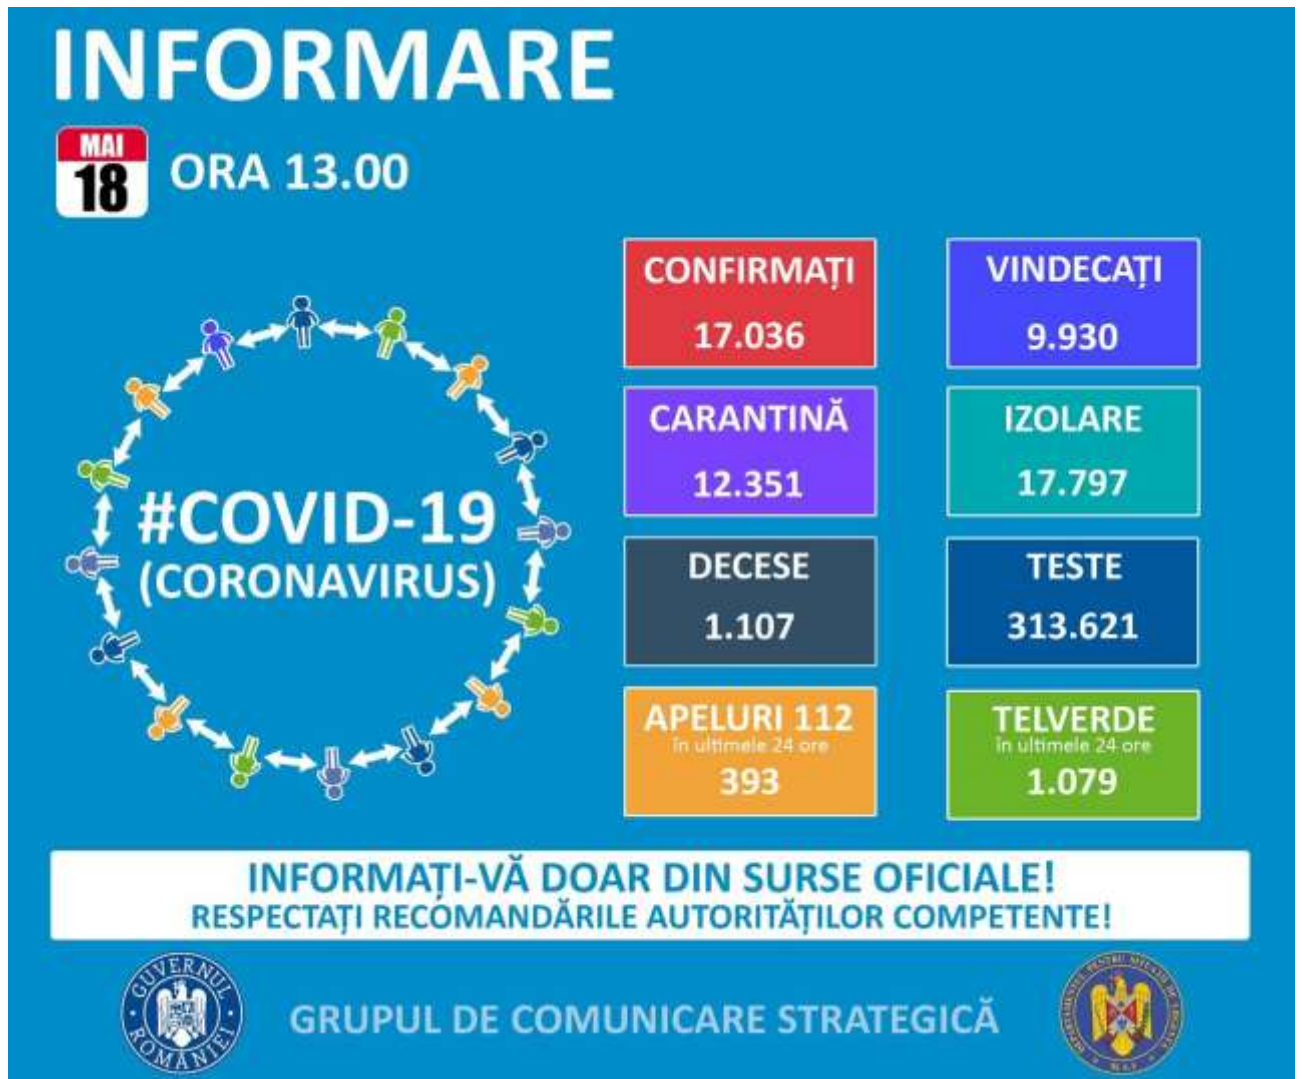 INFORMARE
MAI
18
ORA 13.00
CONFIRMAȚI
17.036
VINDECAȚI
9.930
CARANTINĂ
12.351
IZOLARE
17.797
#COVID-19
(CORONAVIRUS)
DECESE
1.107
TESTE
313.621
APELURI 112
în ultimele 24 ore
393
TELVERDE
în ultimele 24 ore
1.079
INFORMAȚI-VĂ DOAR DIN SURSE OFICIALE!
RESPECTAȚI RECOMANDĂRILE AUTORITĂȚILOR COMPETENTE!
GUVERNUL ROMÂNIEI
GRUPUL DE COMUNICARE STRATEGICĂ